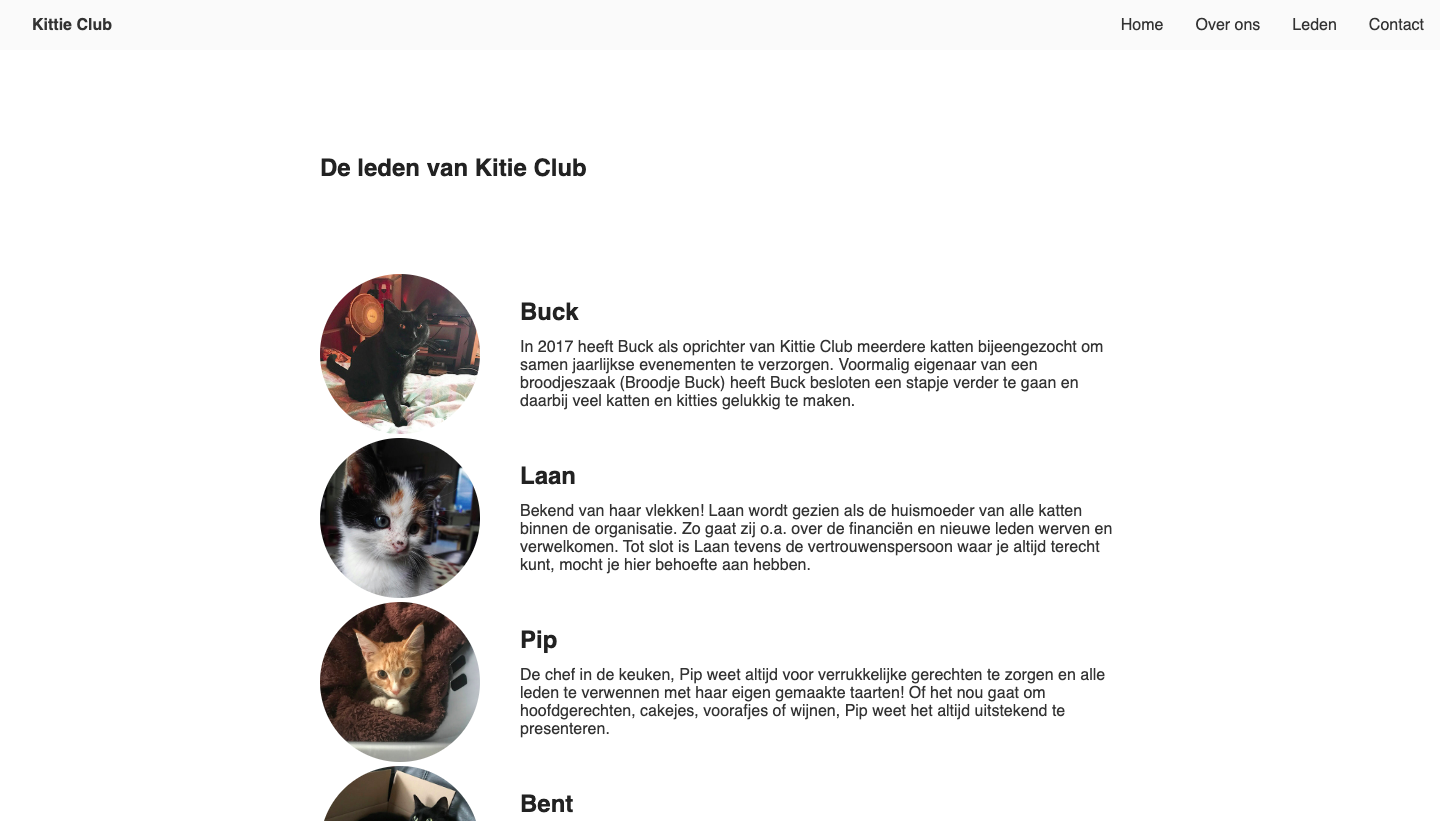 Kittie Club
Home Over ons Leden Contact
De leden van Kitie Club
Buck
In 2017 heeft Buck als oprichter van Kittie Club meerdere katten bijeengezocht om
samen jaarlijkse evenementen te verzorgen. Voormalig eigenaar van een
broodjeszaak (Broodje Buck) heeft Buck besloten een stapje verder te gaan en
daarbij veel katten en kitties gelukkig te maken.
Laan
Bekend van haar vlekken! Laan wordt gezien als de huismoeder van alle katten
binnen de organisatie. Zo gaat zij o.a. over de financiën en nieuwe leden werven en
verwelkomen. Tot slot is Laan tevens de vertrouwenspersoon waar je altijd terecht
kunt, mocht je hier behoefte aan hebben.
Pip
De chef in de keuken, Pip weet altijd voor verrukkelijke gerechten te zorgen en alle
leden te verwennen met haar eigen gemaakte taarten! Of het nou gaat om
hoofdgerechten, cakejes, voorafjes of wijnen, Pip weet het altijd uitstekend te
presenteren.
Bent